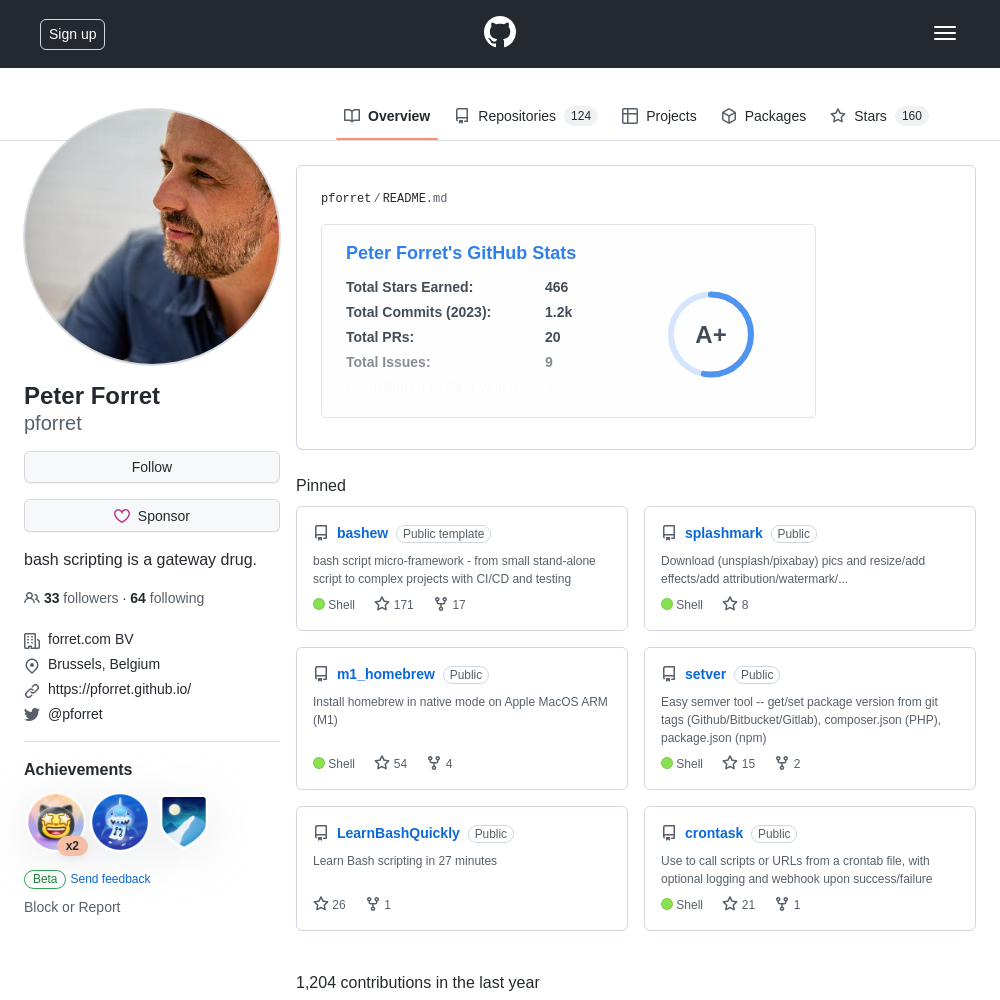 Sign up
Overview
Repositories 124
Projects
Packages
Stars 160
Peter Forret
pforret
Follow
Sponsor
bash scripting is a gateway drug.
33 followers · 64 following
forret.com BV
Brussels, Belgium
https://pforret.github.io/
@pforret
Achievements
x2
Beta Send feedback
Block or Report
pforret / README.md
Peter Forret's GitHub Stats
Total Stars Earned: 466
Total Commits (2023): 1.2k
Total PRs: 20
Total Issues: 9
A+
Pinned
bashew Public template
bash script micro-framework - from small stand-alone
script to complex projects with CI/CD and testing
Shell 171 17
splashmark Public
Download (unsplash/pixabay) pics and resize/add
effects/add attribution/watermark/...
Shell 8
m1_homebrew Public
Install homebrew in native mode on Apple MacOS ARM
(M1)
Shell 54 4
setver Public
Easy semver tool -- get/set package version from git
tags (Github/Bitbucket/Gitlab), composer.json (PHP),
package.json (npm)
Shell 15 2
LearnBashQuickly Public
Learn Bash scripting in 27 minutes
26 1
crontask Public
Use to call scripts or URLs from a crontab file, with
optional logging and webhook upon success/failure
Shell 21 1
1,204 contributions in the last year